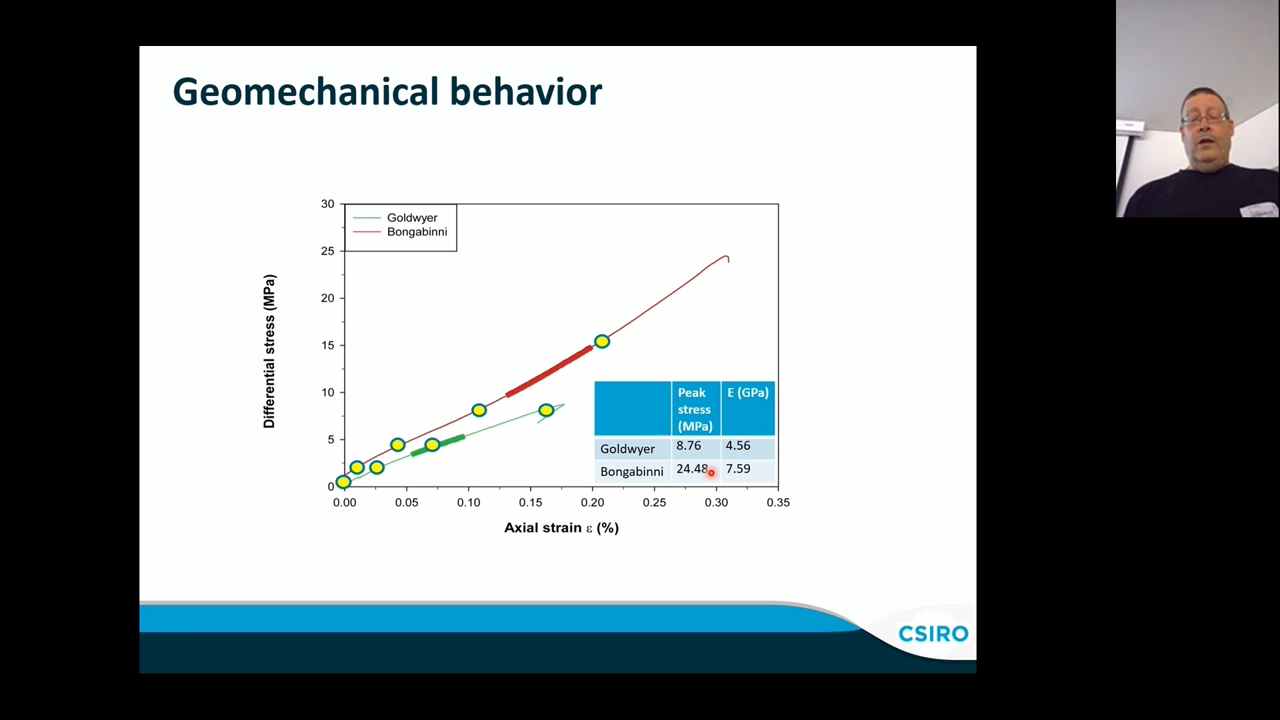 Geomechanical behavior
30
25
20
15
10
5
0
Differential stress (MPa)
Goldwyer
Bongabinni
0.00 0.05 0.10 0.15 0.20 0.25 0.30 0.35
Axial strain ε (%)
Peak stress (MPa) E (GPa)
Goldwyer 8.76 4.56
Bongabinni 24.48 7.59
CSIRO